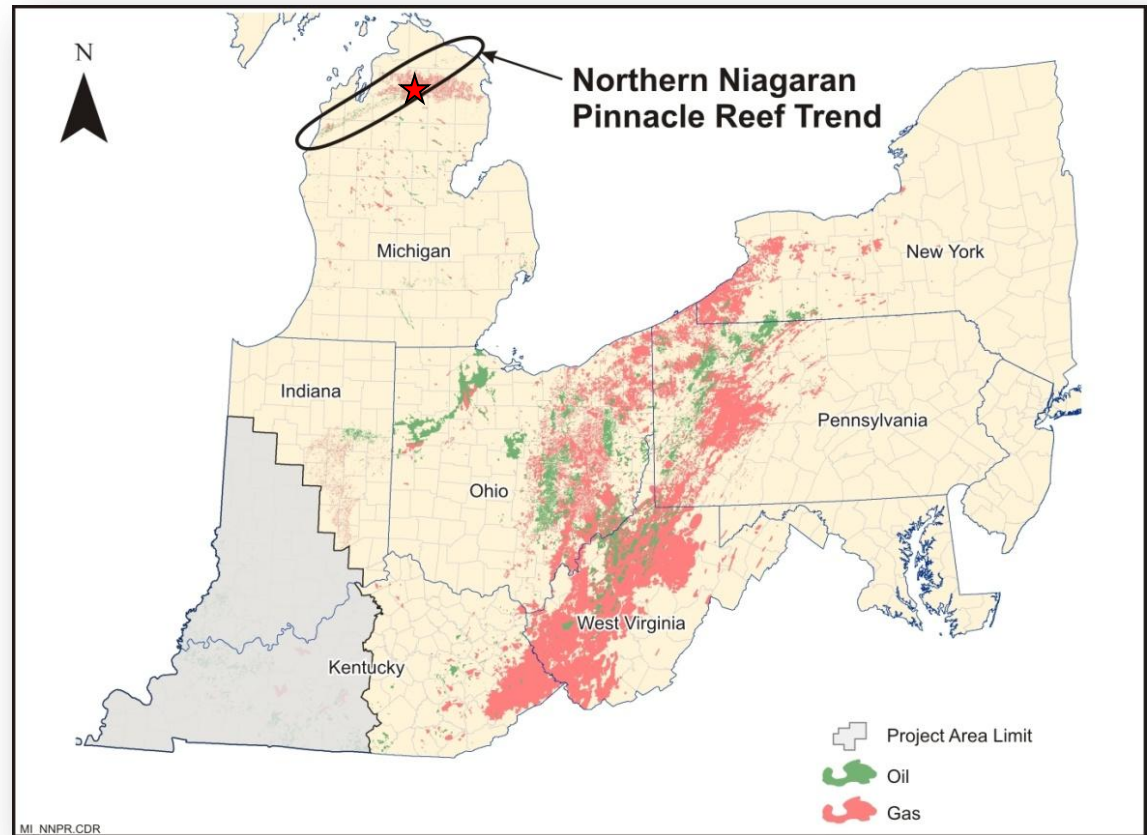 N
Northern Niagaran
Pinnacle Reef Trend
Michigan
New York
Indiana
Pennsylvania
Ohio
West Virginia
Kentucky
Project Area Limit
Oil
Gas
MI_NNPR.CDR